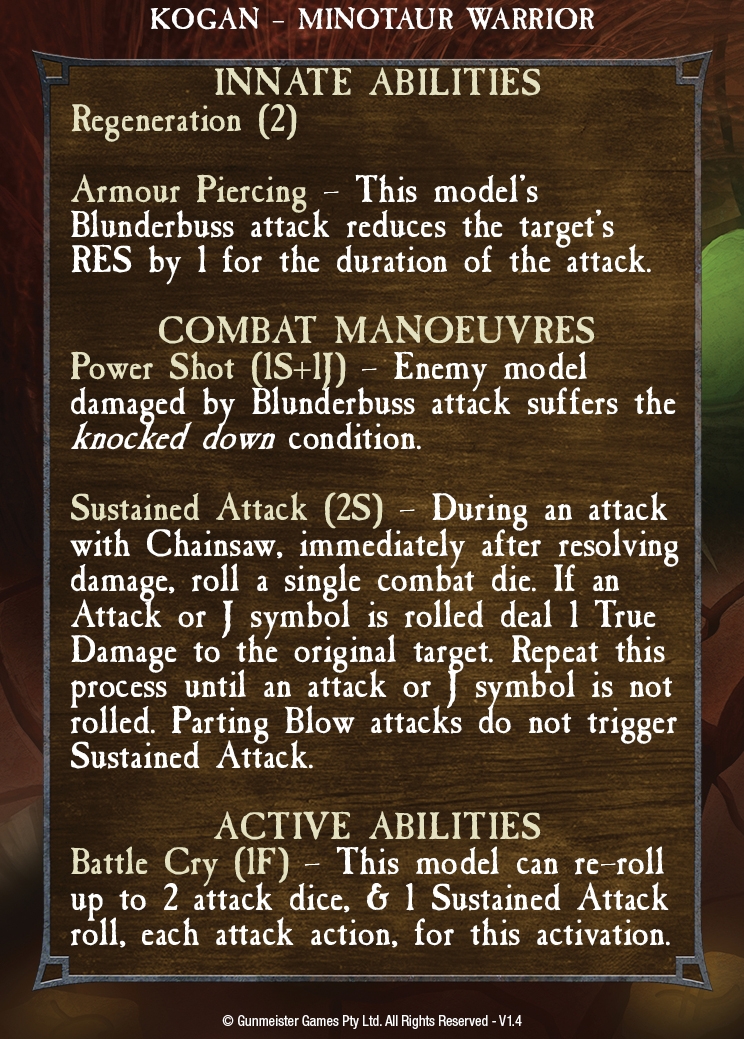 KOGAN – MINOTAUR WARRIOR
INNATE ABILITIES
Regeneration (2)
Armour Piercing – This model's
Blunderbuss attack reduces the target's
RES by 1 for the duration of the attack.
COMBAT MANOEUVRES
Power Shot (1S+1J) – Enemy model
damaged by Blunderbuss attack suffers the
knocked down condition.
Sustained Attack (2S) – During an attack
with Chainsaw, immediately after resolving
damage, roll a single combat die. If an
Attack or J symbol is rolled deal 1 True
Damage to the original target. Repeat this
process until an attack or J symbol is not
rolled. Parting Blow attacks do not trigger
Sustained Attack.
ACTIVE ABILITIES
Battle Cry (1F) – This model can re-roll
up to 2 attack dice, & 1 Sustained Attack
roll, each attack action, for this activation.
© Gunmeister Games Pty Ltd. All Rights Reserved - V1.4